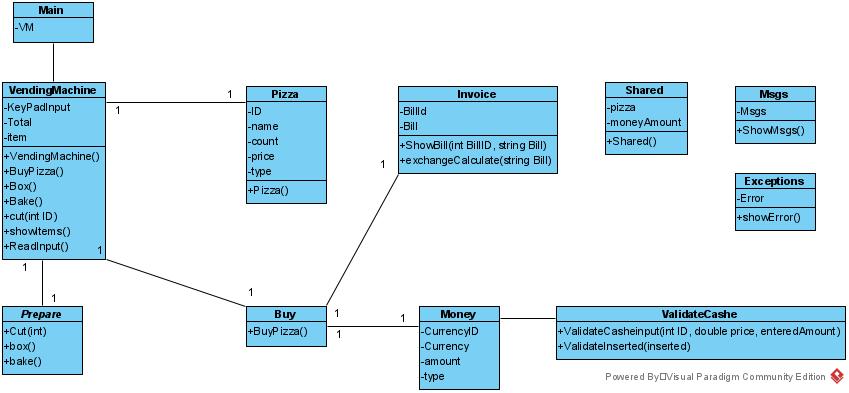 Main
-VM
VendingMachine
-KeyPadInput
-Total
-item
+VendingMachine()
+BuyPizza()
+Box()
+Bake()
+cut(int ID)
+showItems()
+ReadInput()
1
1
Pizza
-ID
-name
-count
-price
-type
+Pizza()
Invoice
-BillId
-Bill
+ShowBill(int BillID, string Bill)
+exchangeCalculate(string Bill)
Shared
-pizza
-moneyAmount
+Shared()
Msgs
-Msgs
+ShowMsgs()
Exceptions
-Error
+showError()
1
1
1
1
1
1
Prepare
+Cut(int)
+box()
+bake()
Buy
+BuyPizza()
1
1
Money
-CurrencyID
-Currency
-amount
-type
ValidateCashe
+ValidateCasheinput(int ID, double price, enteredAmount)
+ValidateInserted(inserted)
Powered By Visual Paradigm Community Edition